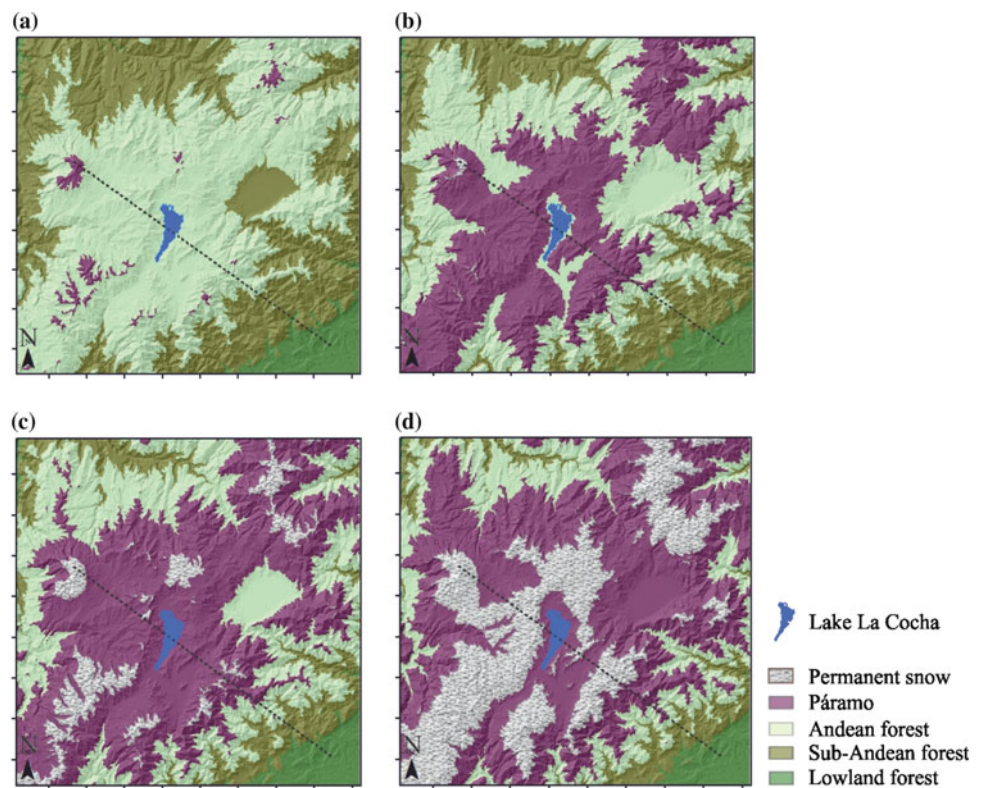 (a)
(b)
N
N
(c)
(d)
N
N
Lake La Cocha
Permanent snow
Páramo
Andean forest
Sub-Andean forest
Lowland forest